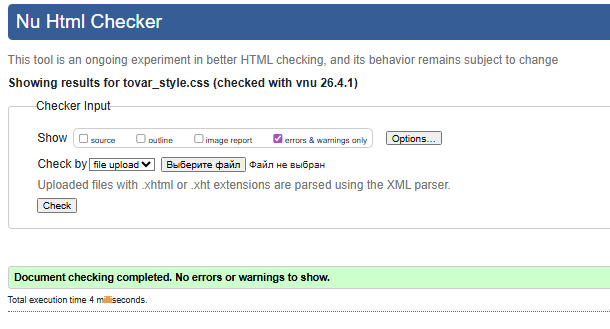 Nu Html Checker
This tool is an ongoing experiment in better HTML checking, and its behavior remains subject to change
Showing results for tovar_style.css (checked with vnu 26.4.1)
Checker Input
Show source outline image report errors & warnings only Options...
Check by file upload Выберите файл Файл не выбран
Uploaded files with .xhtml or .xht extensions are parsed using the XML parser.
Check
Document checking completed. No errors or warnings to show.
Total execution time 4 milliseconds.